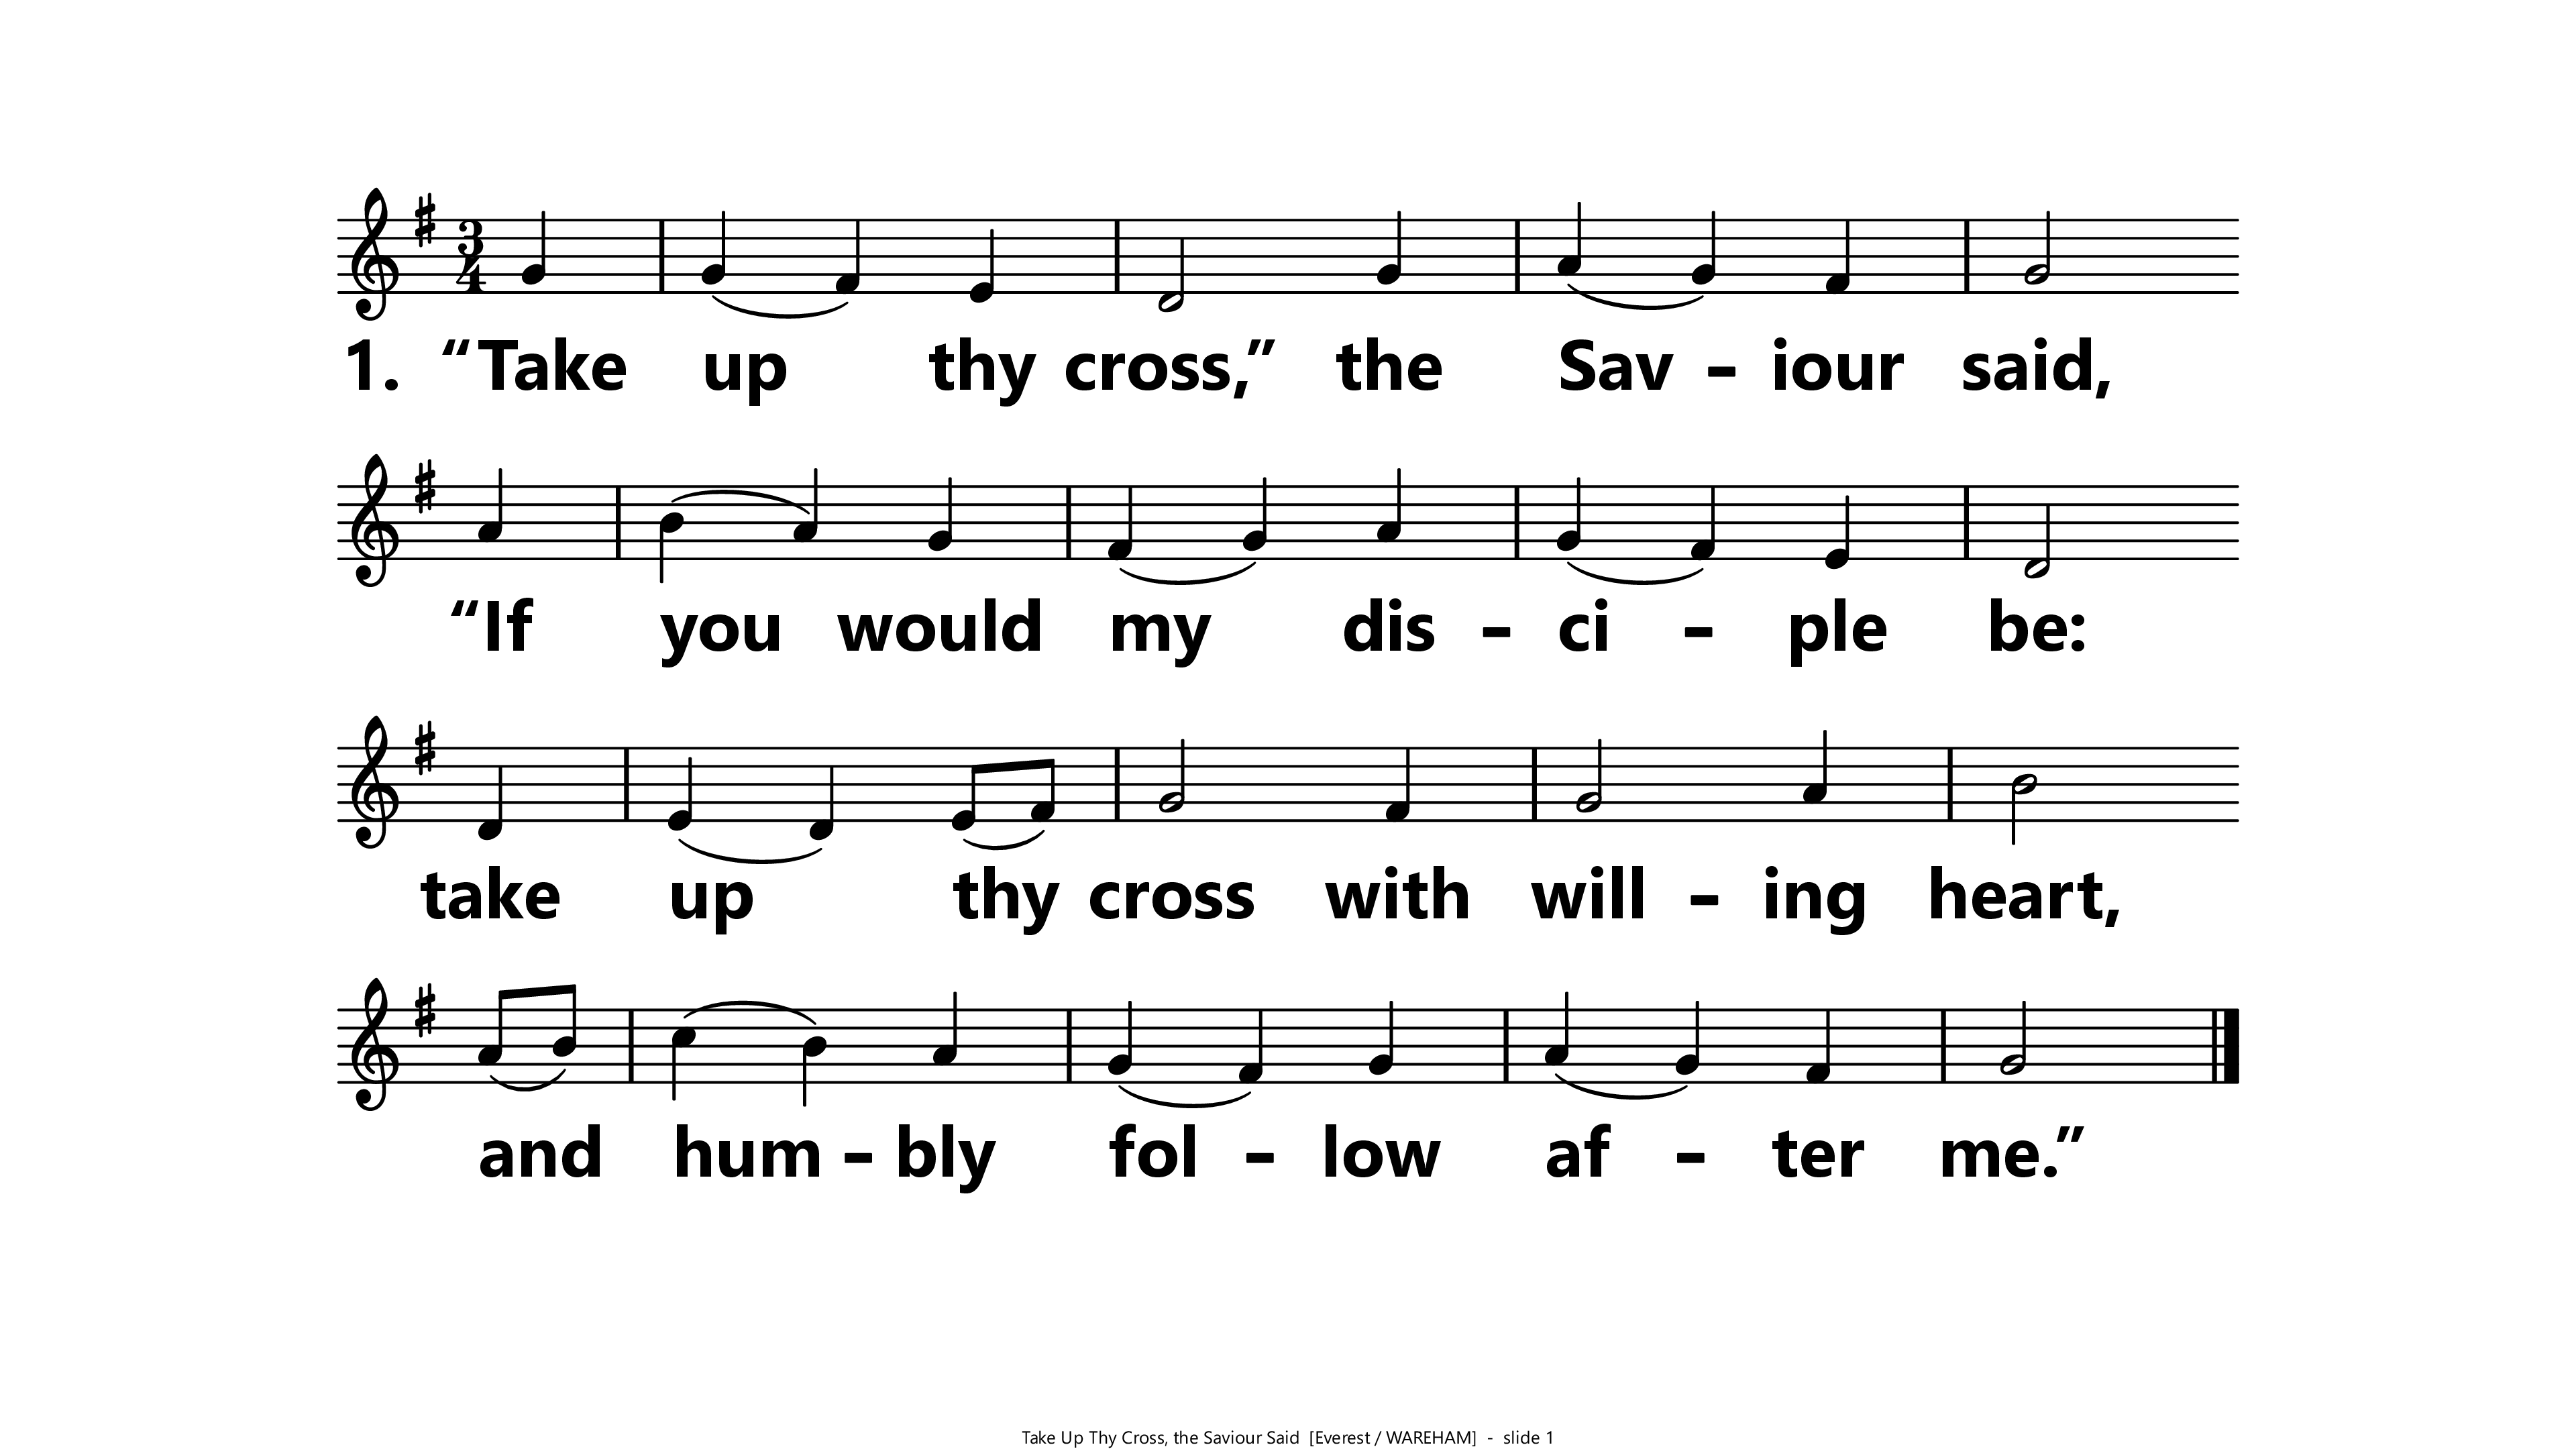 1. “Take up thy cross,” the Sav – iour said,
“If you would my dis – ci – ple be:
take up thy cross with will – ing heart,
and hum – bly fol – low af – ter me.”
Take Up Thy Cross, the Saviour Said [Everest / WAREHAM] - slide 1